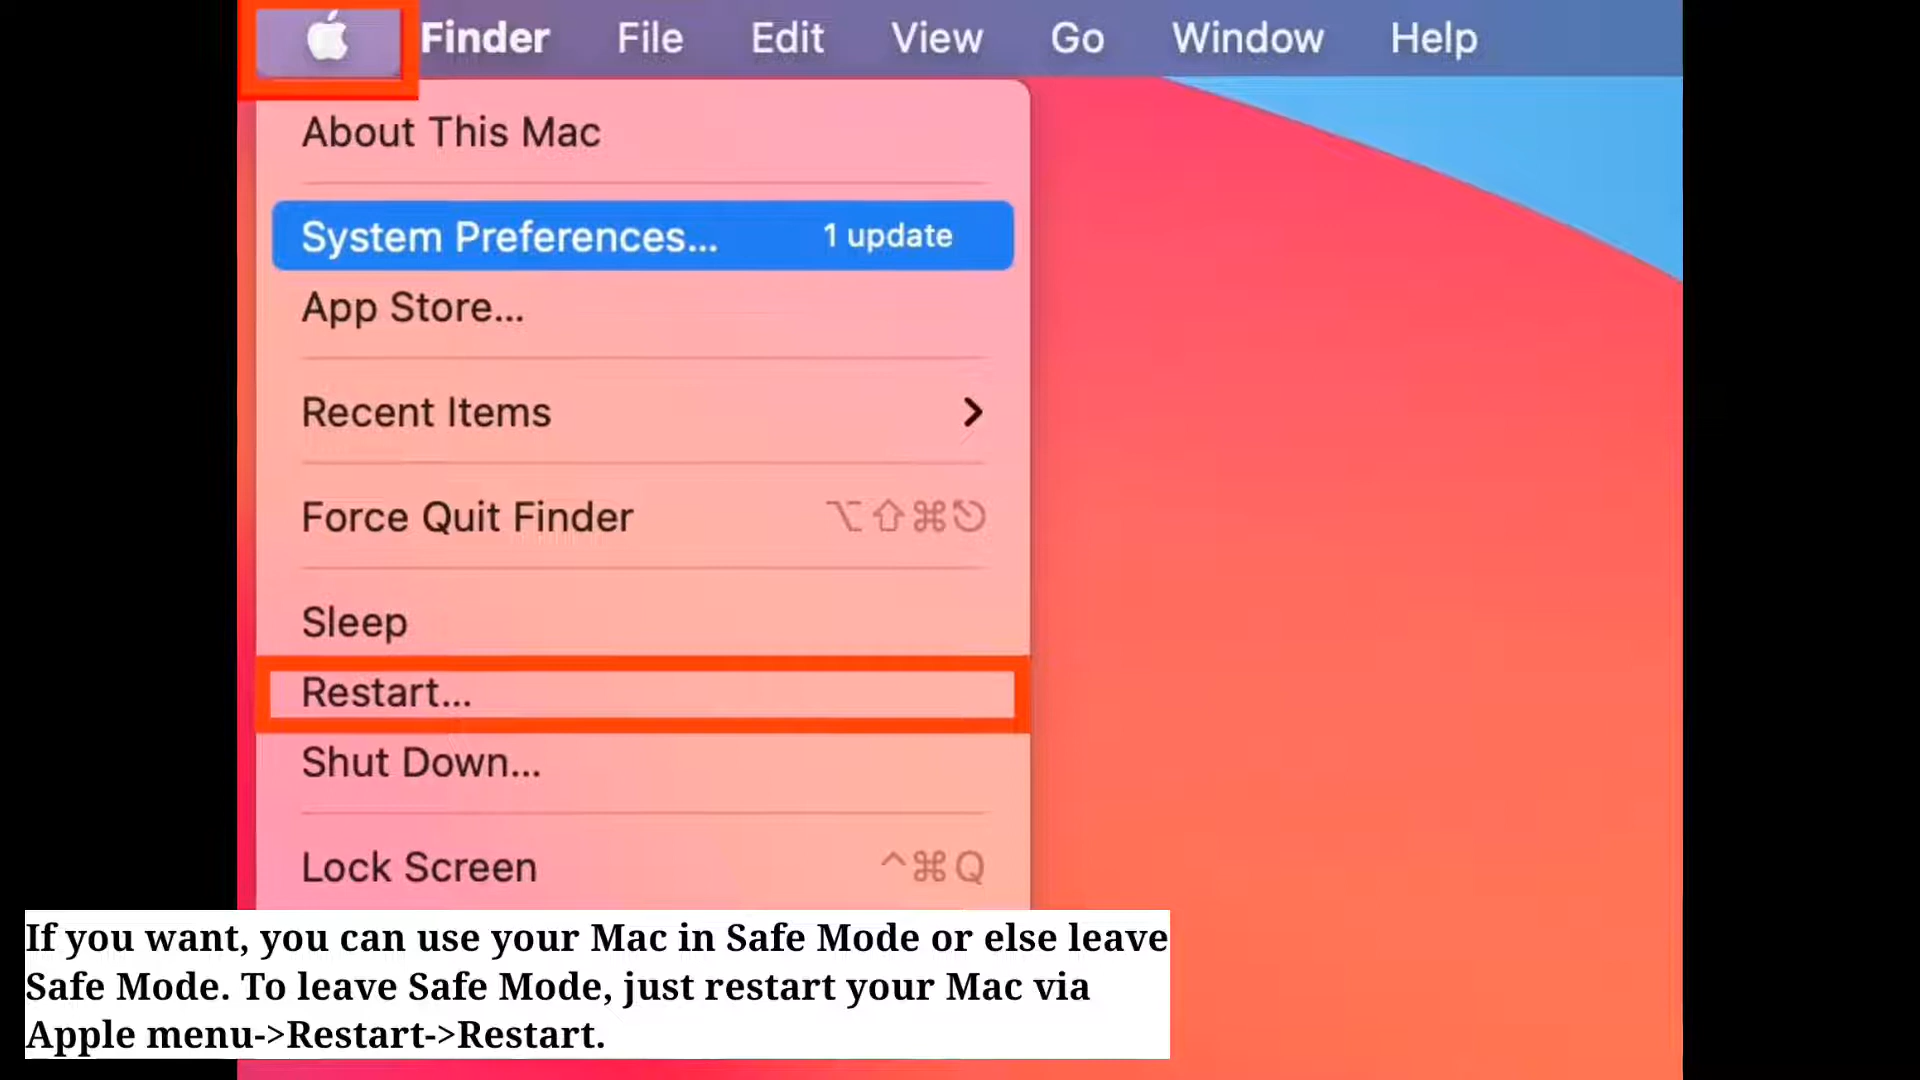 Finder File Edit View Go Window Help
About This Mac
System Preferences... 1 update
App Store...
Recent Items
Force Quit Finder ⌥⇧⌘⎋
Sleep
Restart...
Shut Down...
Lock Screen ^⌘Q
If you want, you can use your Mac in Safe Mode or else leave
Safe Mode. To leave Safe Mode, just restart your Mac via
Apple menu->Restart->Restart.